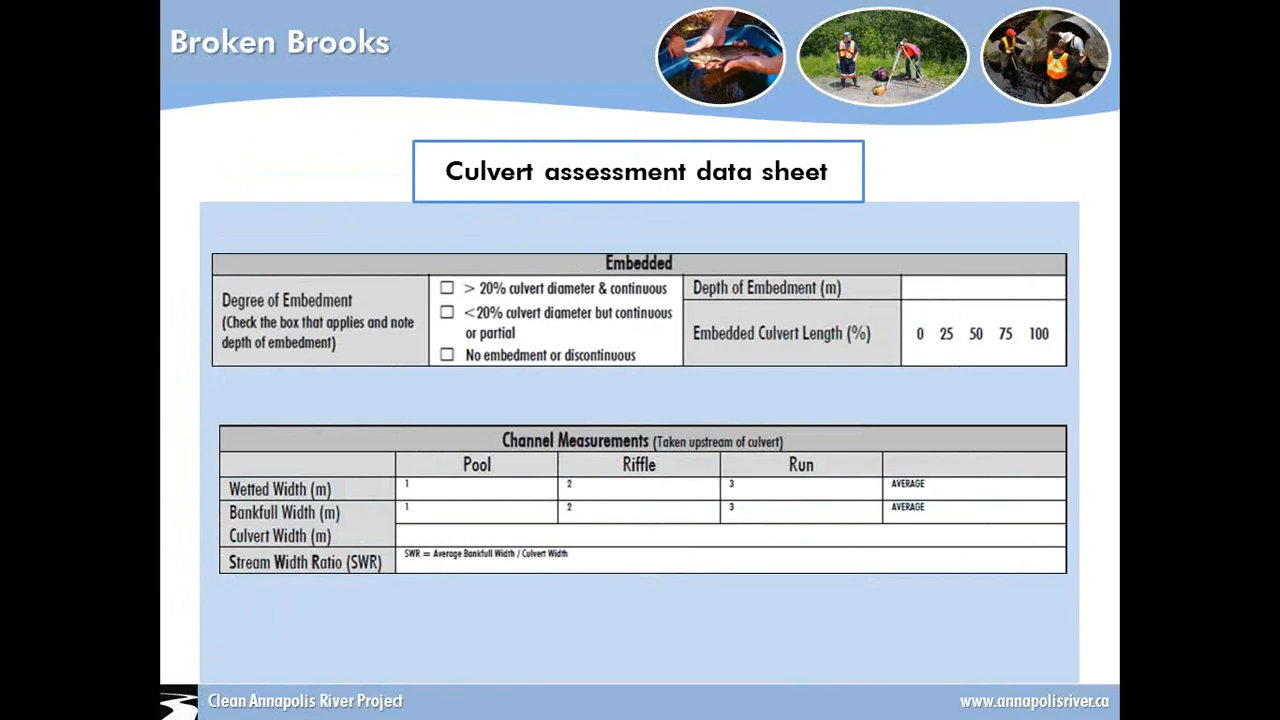 Broken Brooks
Culvert assessment data sheet
Embedded
Degree of Embedment
(Check the box that applies and note
depth of embedment)
> 20% culvert diameter & continuous
<20% culvert diameter but continuous
or partial
No embedment or discontinuous
Depth of Embedment (m)
Embedded Culvert Length (%)
0 25 50 75 100
Channel Measurements (Taken upstream of culvert)
Pool Riffle Run
Wetted Width (m) 1 2 3 AVERAGE
Bankfull Width (m) 1 2 3 AVERAGE
Culvert Width (m)
Stream Width Ratio (SWR) SWR = Average Bankfull Width / Culvert Width
Clean Annapolis River Project
www.annapolisriver.ca